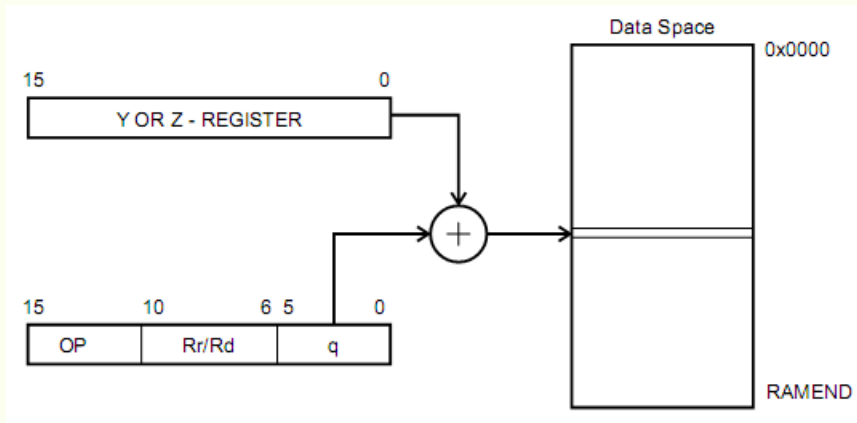 Data Space
0x0000
15 0
Y OR Z - REGISTER
+
15 10 6 5 0
OP Rr/Rd q
RAMEND